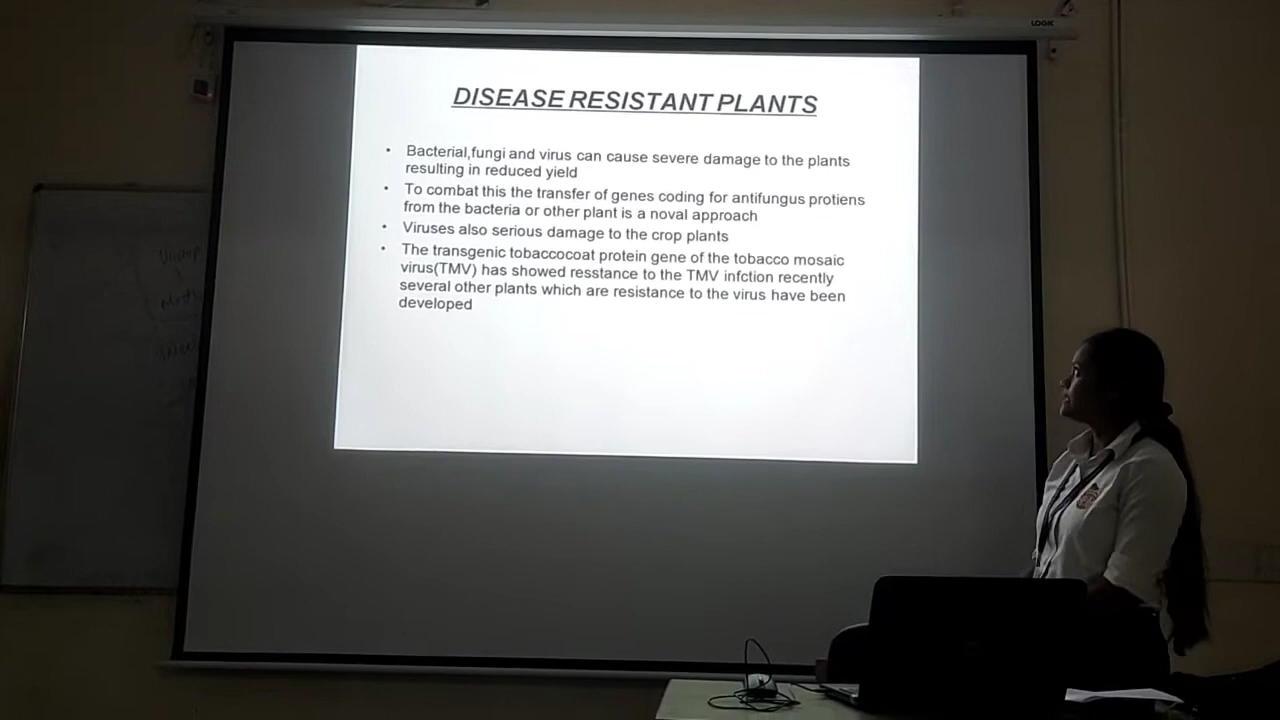 LOGIK
DISEASE RESISTANT PLANTS
• Bacterial,fungi and virus can cause severe damage to the plants
resulting in reduced yield
• To combat this the transfer of genes coding for antifungus protiens
from the bacteria or other plant is a noval approach
• Viruses also serious damage to the crop plants
• The transgenic tobaccocoat protein gene of the tobacco mosaic
virus(TMV) has showed resstance to the TMV infction recently
several other plants which are resistance to the virus have been
developed